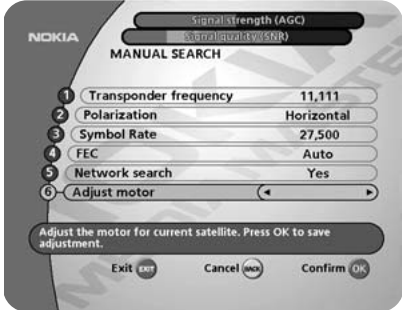 Signal strength (AGC)
NOKIA
Signal quality (SNR)
MANUAL SEARCH
1 Transponder frequency 11,111
2 Polarization Horizontal
3 Symbol Rate 27,500
4 FEC Auto
5 Network search Yes
6 Adjust motor
Adjust the motor for current satellite. Press OK to save
adjustment.
Exit EXIT Cancel BACK Confirm OK